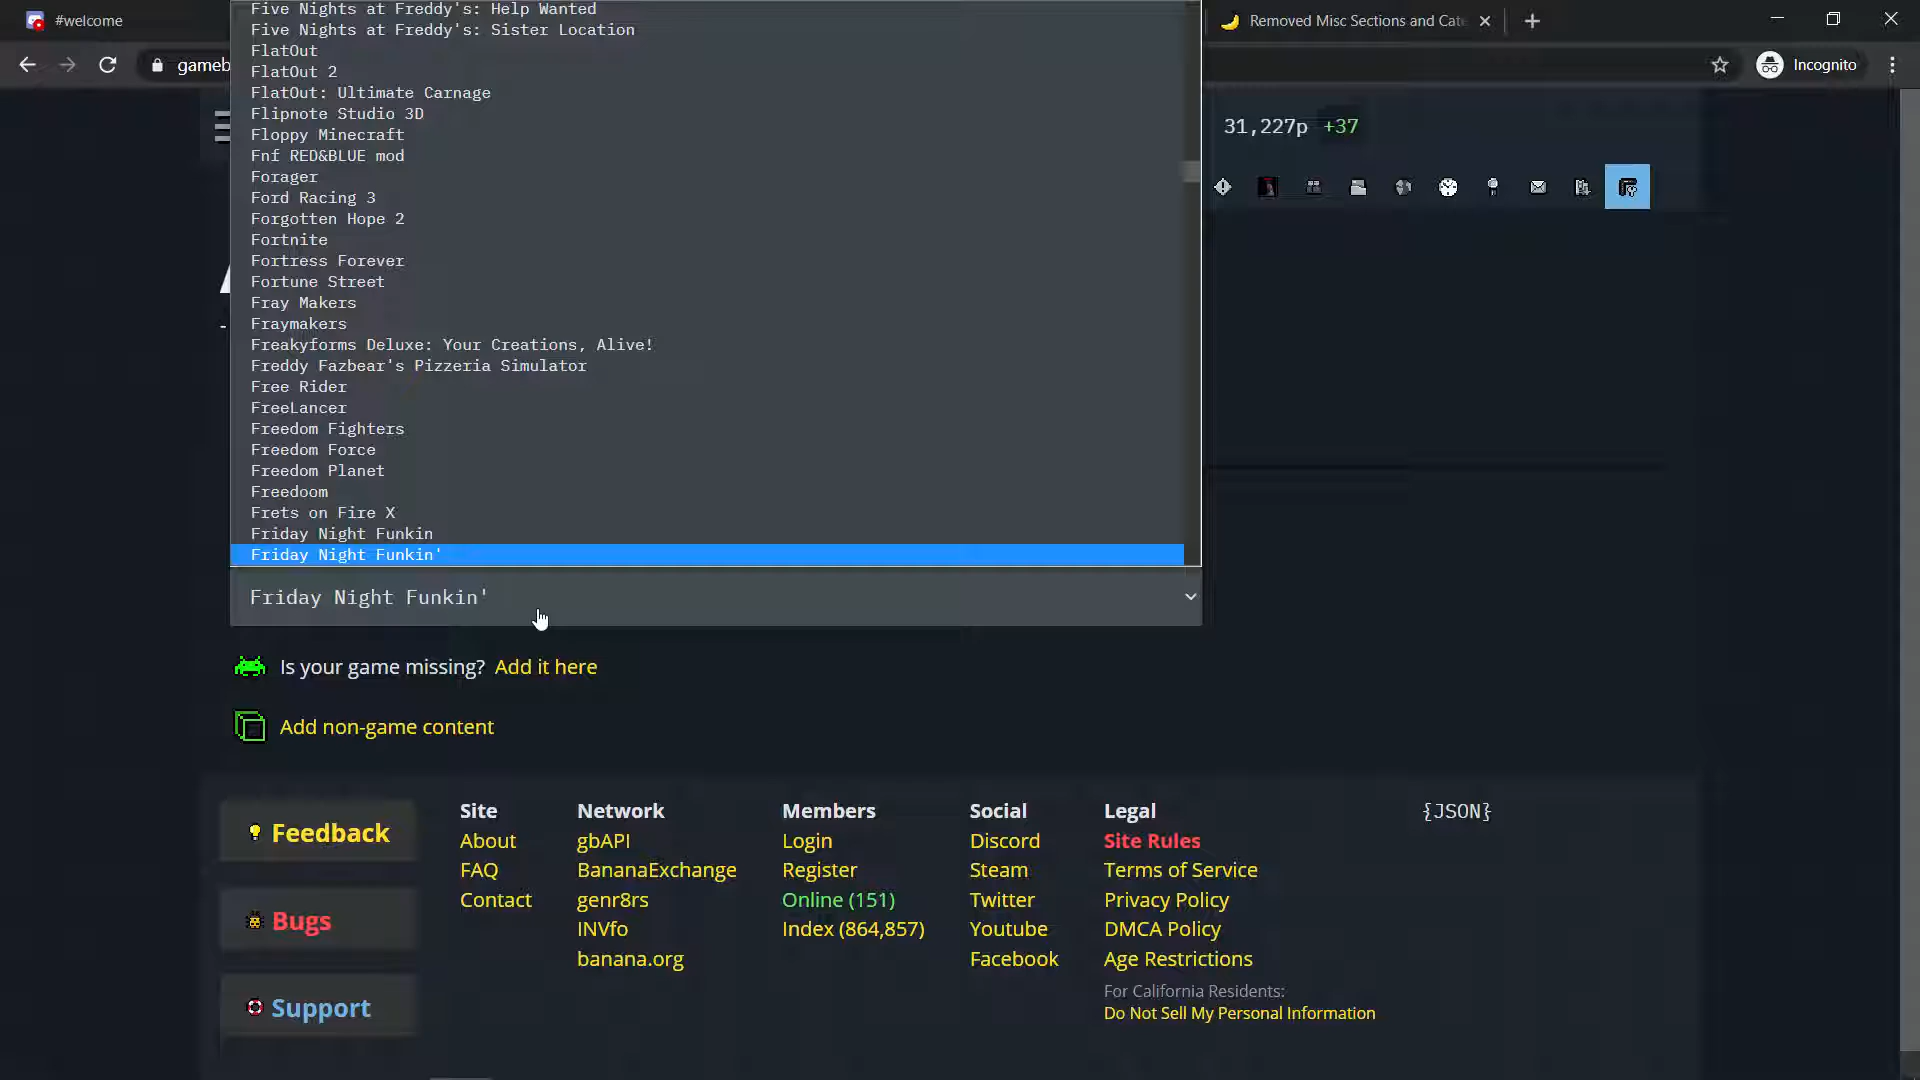 #welcome
Removed Misc Sections and Cate
gameb
Incognito
Five Nights at Freddy's: Help Wanted
Five Nights at Freddy's: Sister Location
FlatOut
FlatOut 2
FlatOut: Ultimate Carnage
Flipnote Studio 3D
Floppy Minecraft
Fnf RED&BLUE mod
Forager
Ford Racing 3
Forgotten Hope 2
Fortnite
Fortress Forever
Fortune Street
Fray Makers
Fraymakers
Freakyforms Deluxe: Your Creations, Alive!
Freddy Fazbear's Pizzeria Simulator
Free Rider
FreeLancer
Freedom Fighters
Freedom Force
Freedom Planet
Freedoom
Frets on Fire X
Friday Night Funkin
Friday Night Funkin'
31,227p +37
Friday Night Funkin'
Is your game missing? Add it here
Add non-game content
Feedback
Bugs
Support
Site
About
FAQ
Contact
Network
gbAPI
BananaExchange
genr8rs
INVfo
banana.org
Members
Login
Register
Online (151)
Index (864,857)
Social
Discord
Steam
Twitter
Youtube
Facebook
Legal
Site Rules
Terms of Service
Privacy Policy
DMCA Policy
Age Restrictions
For California Residents:
Do Not Sell My Personal Information
{JSON}